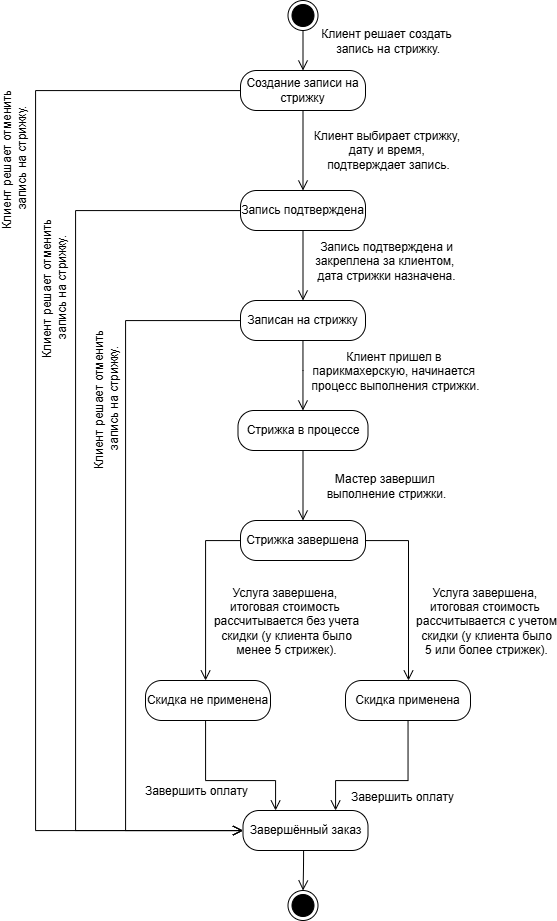 Клиент решает создать
запись на стрижку.
Создание записи на
стрижку
Клиент решает отменить
запись на стрижку.
Клиент выбирает стрижку,
дату и время,
подтверждает запись.
Запись подтверждена
Клиент решает отменить
запись на стрижку.
Запись подтверждена и
закреплена за клиентом,
дата стрижки назначена.
Записан на стрижку
Клиент решает отменить
запись на стрижку.
Клиент пришел в
парикмахерскую, начинается
процесс выполнения стрижки.
Стрижка в процессе
Мастер завершил
выполнение стрижки.
Стрижка завершена
Услуга завершена,
итоговая стоимость
рассчитывается без учета
скидки (у клиента было
менее 5 стрижек).
Услуга завершена,
итоговая стоимость
рассчитывается с учетом
скидки (у клиента было
5 или более стрижек).
Скидка не применена
Скидка применена
Завершить оплату
Завершить оплату
Завершённый заказ